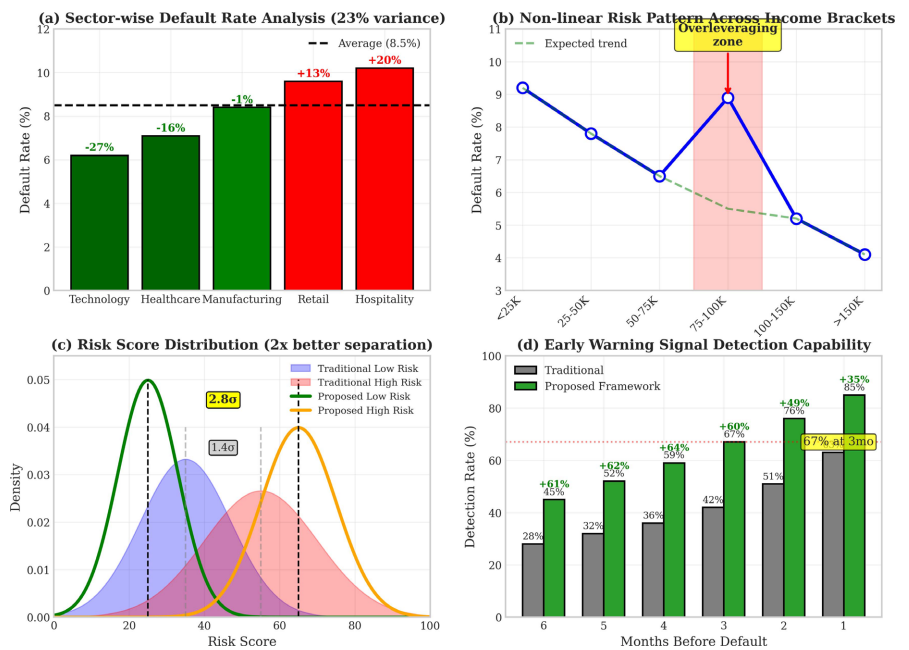 (a) Sector-wise Default Rate Analysis (23% variance)
12
10
8
6
4
2
0
Default Rate (%)
Average (8.5%)
-27%
-16%
-1%
+13%
+20%
Technology
Healthcare
Manufacturing
Retail
Hospitality
(b) Non-linear Risk Pattern Across Income Brackets
Overleveraging
zone
Expected trend
11
10
9
8
7
6
5
4
3
Default Rate (%)
<25K
25-50K
50-75K
75-100K
100-150K
>150K
(c) Risk Score Distribution (2x better separation)
Traditional Low Risk
Traditional High Risk
Proposed Low Risk
Proposed High Risk
2.8σ
1.4σ
0.05
0.04
0.03
0.02
0.01
0.00
Density
0
20
40
60
80
100
Risk Score
(d) Early Warning Signal Detection Capability
Traditional
Proposed Framework
100
80
60
40
20
0
Detection Rate (%)
28%
+61%
45%
32%
+62%
52%
36%
+64%
59%
42%
+60%
67%
51%
+49%
76%
+35%
85%
67% at 3mo
6
5
4
3
2
1
Months Before Default